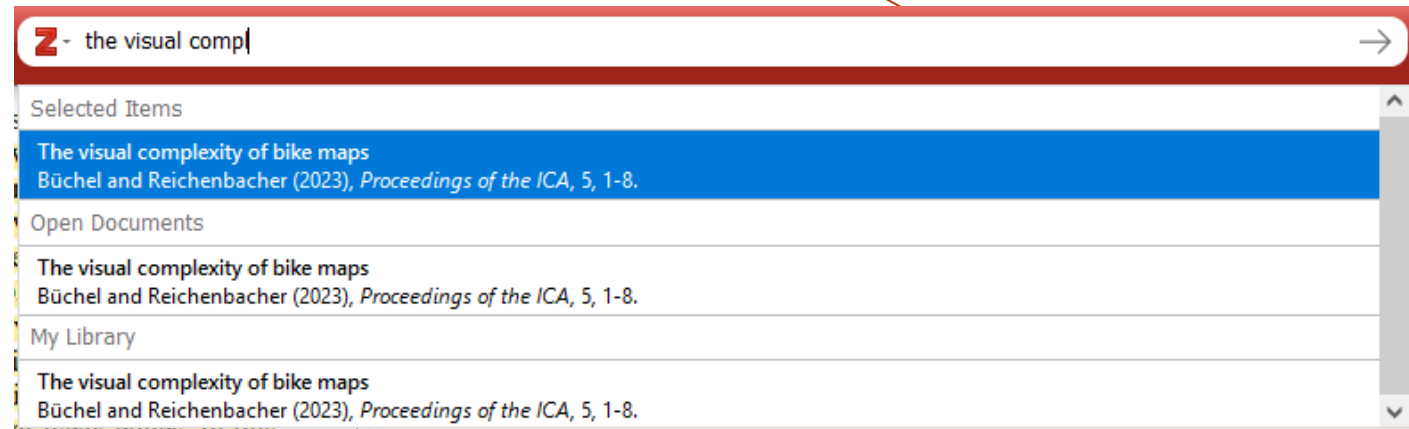 Z - the visual compl
Selected Items
The visual complexity of bike maps
Büchel and Reichenbacher (2023), Proceedings of the ICA, 5, 1-8.
Open Documents
The visual complexity of bike maps
Büchel and Reichenbacher (2023), Proceedings of the ICA, 5, 1-8.
My Library
The visual complexity of bike maps
Büchel and Reichenbacher (2023), Proceedings of the ICA, 5, 1-8.